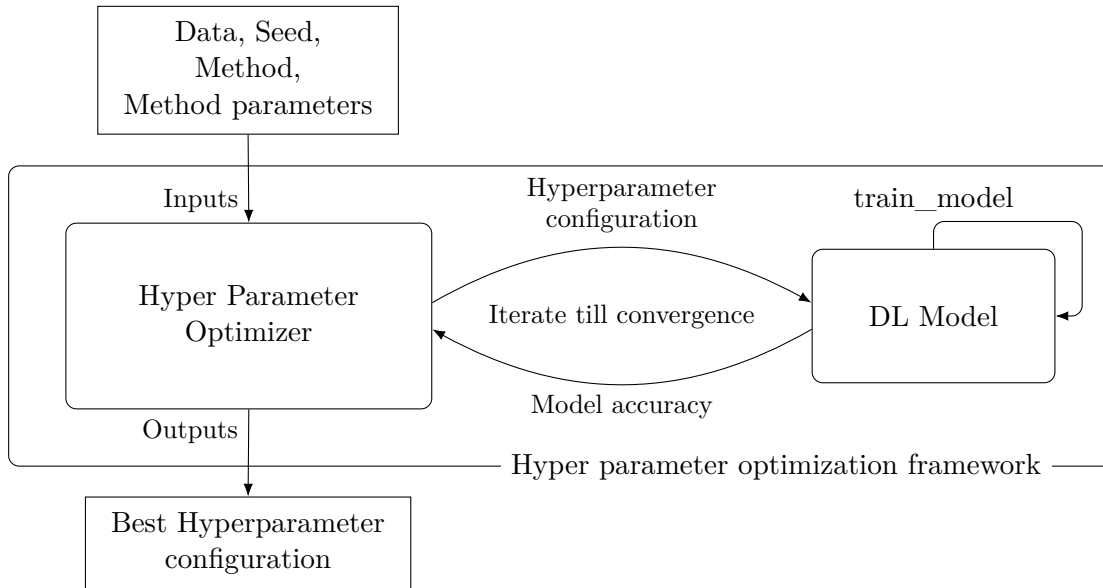 Data, Seed,
Method,
Method parameters
Inputs
Hyperparameter
configuration
train_model
Hyper Parameter
Optimizer
Iterate till convergence
DL Model
Model accuracy
Outputs
Hyper parameter optimization framework
Best Hyperparameter
configuration